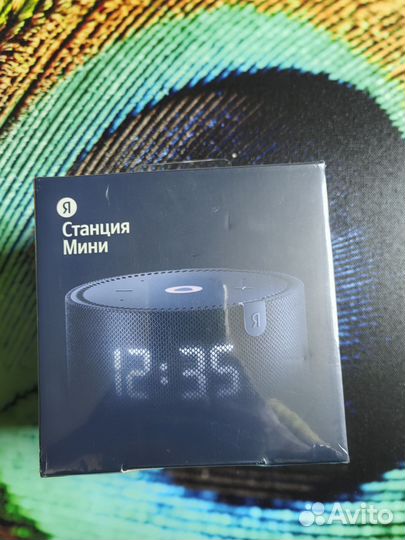 Я
Станция
Мини
Я
12:35
Avito